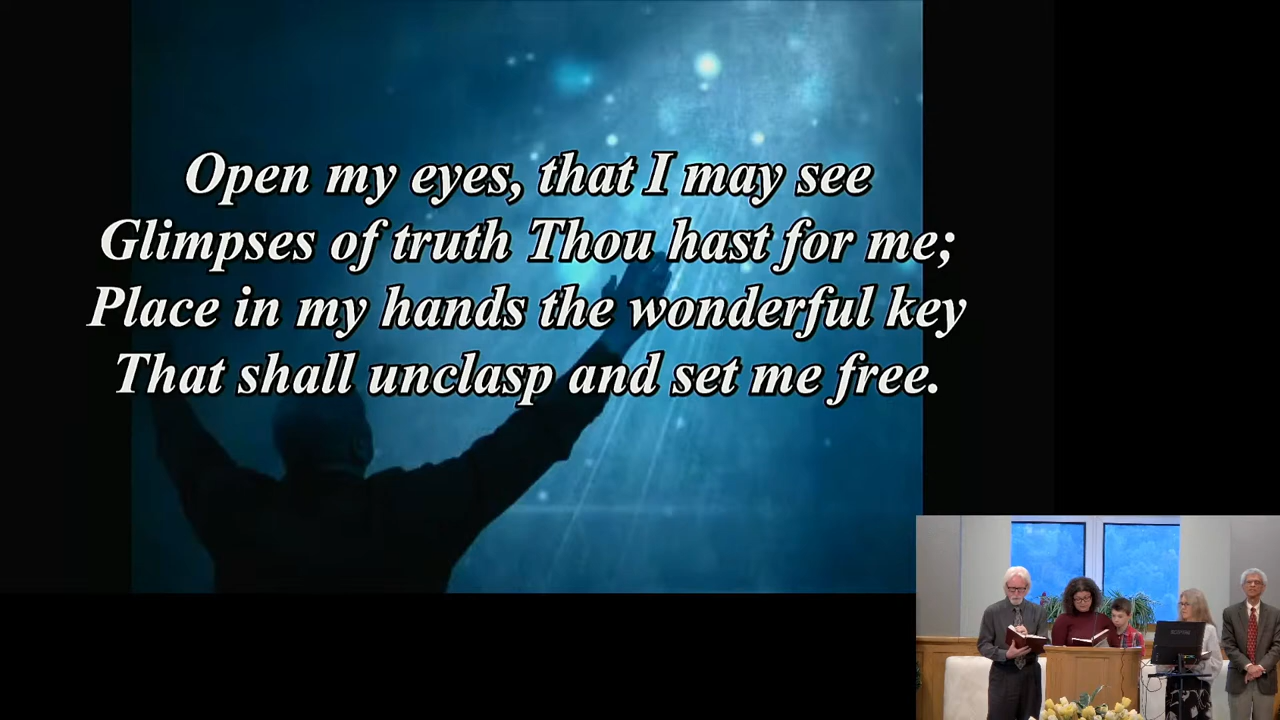 Open my eyes, that I may see
Glimpses of truth Thou hast for me;
Place in my hands the wonderful key
That shall unclasp and set me free.